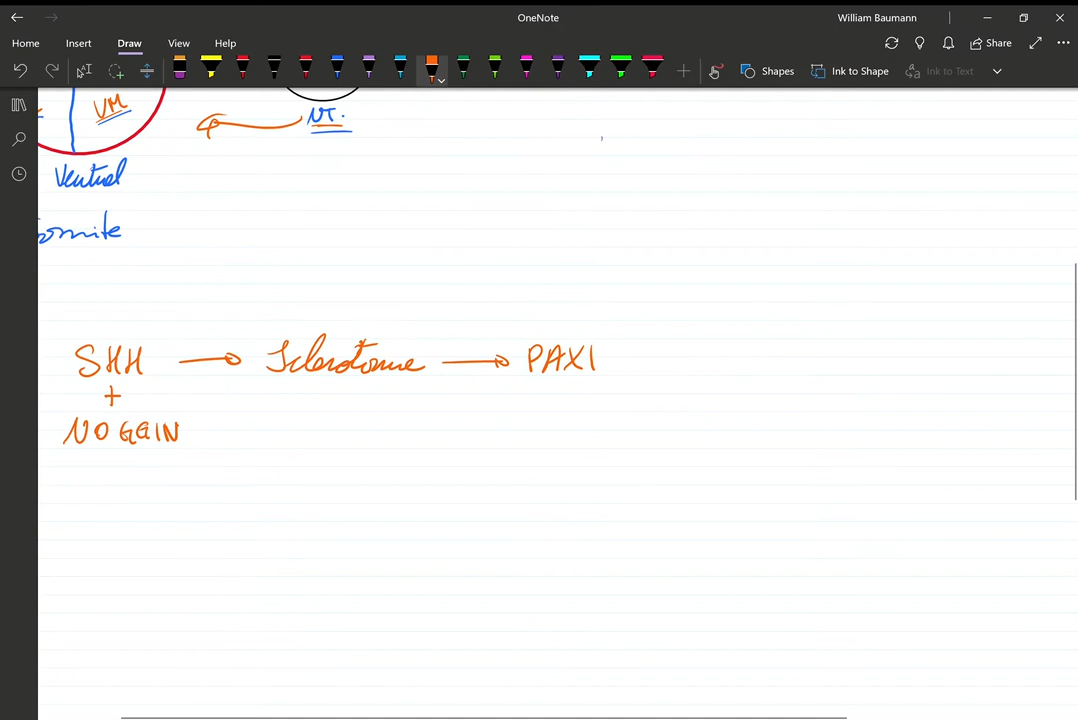 OneNote
William Baumann
Home Insert Draw View Help
Share
Shapes
Ink to Shape
Ink to Text
VM
NT.
Ventral
somite
SHH → Sclerotome → PAX1
+
NOGGIN